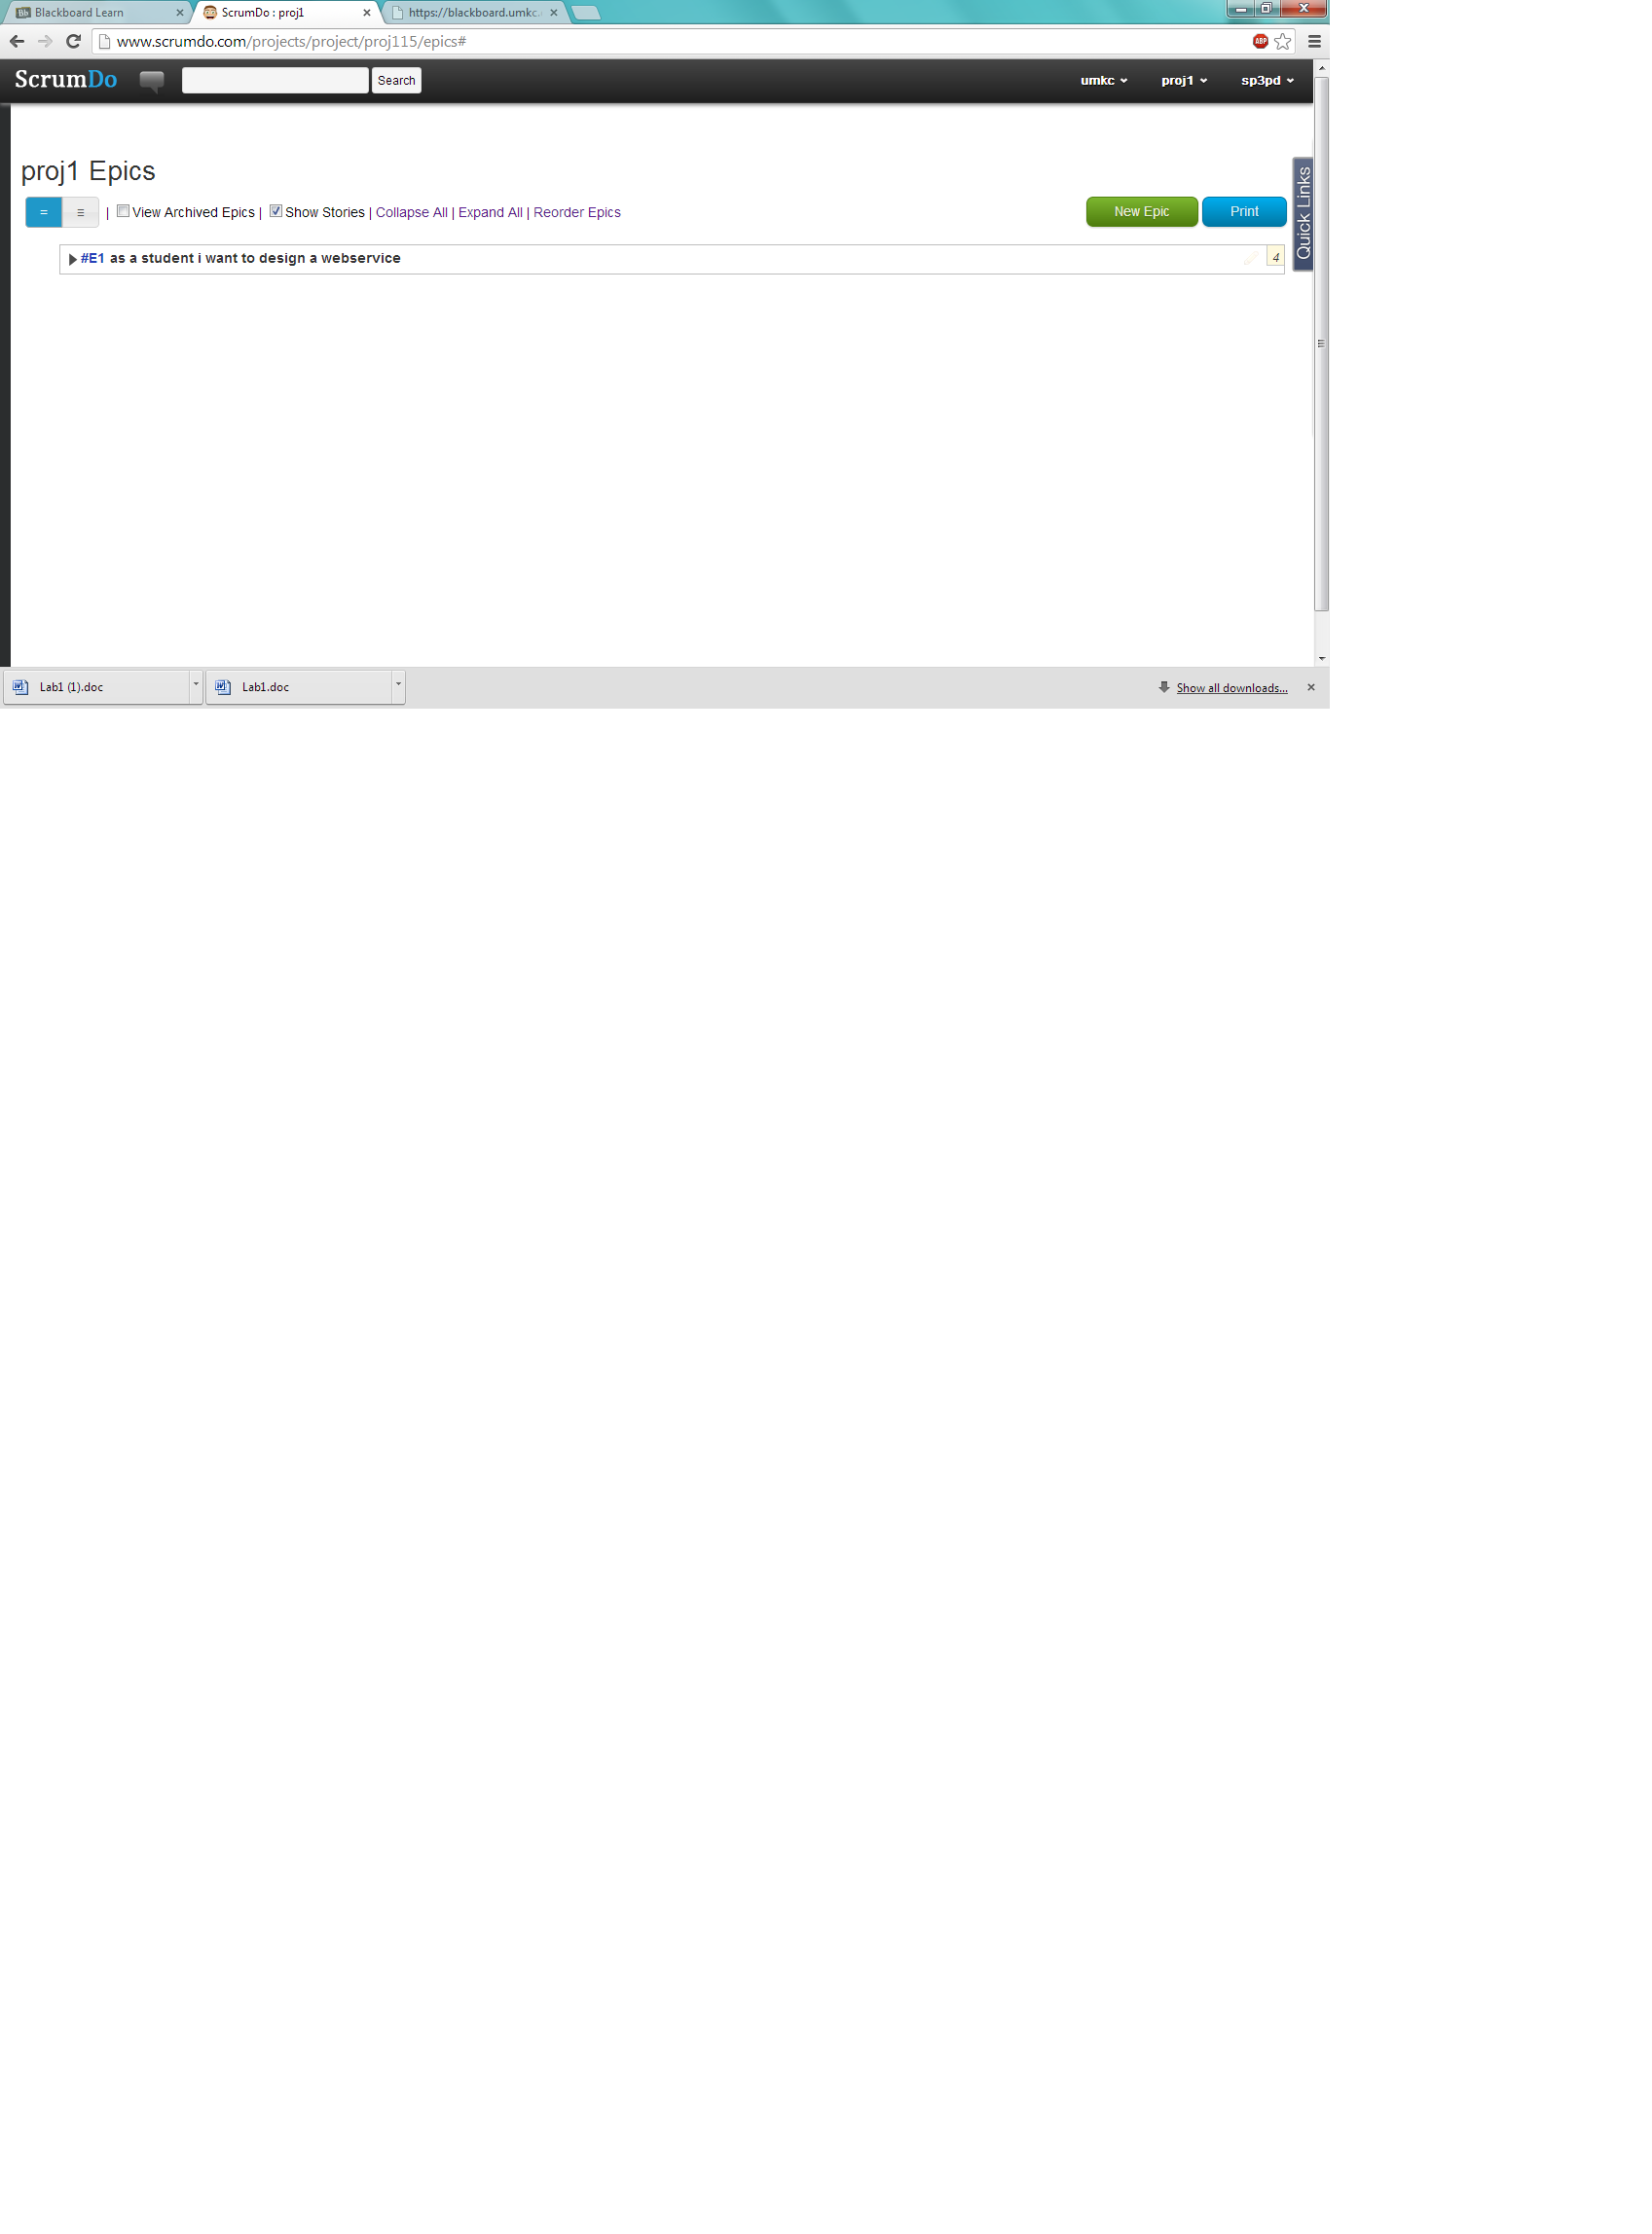 Blackboard Learn
ScrumDo : proj1
https://blackboard.umkc.
www.scrumdo.com/projects/project/proj115/epics#
ABP
ScrumDo
Search
umkc
proj1
sp3pd
proj1 Epics
| View Archived Epics | Show Stories | Collapse All | Expand All | Reorder Epics
New Epic
Print
Quick Links
#E1 as a student i want to design a webservice
4
Lab1 (1).doc
Lab1.doc
Show all downloads...